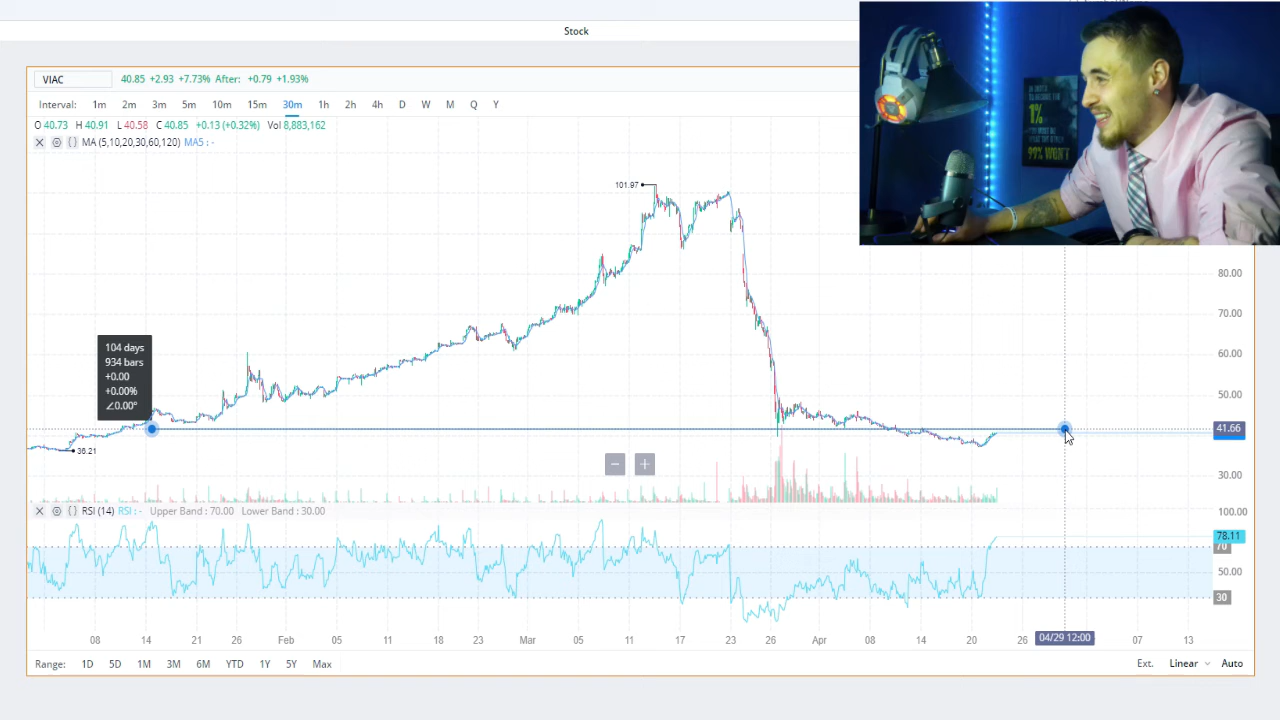 Stock
VIAC 40.85 +2.93 +7.73% After: +0.79 +1.93%
Interval: 1m 2m 3m 5m 10m 15m 30m 1h 2h 4h D W M Q Y
O 40.73 H 40.91 L 40.58 C 40.85 +0.13 (+0.32%) Vol 8,883,162
MA (5,10,20,30,60,120) MA5 : -
1%
99% WON'T
101.97
80.00
70.00
60.00
50.00
104 days
934 bars
+0.00
+0.00%
∠0.00°
41.66
36.21
30.00
RSI (14) RSI : - Upper Band : 70.00 Lower Band : 30.00
100.00
78.11
70
50.00
30
08 14 21 26 Feb 05 11 18 23 Mar 05 11 17 23 26 Apr 08 14 20 26 04/29 12:00 07 13
Range: 1D 5D 1M 3M 6M YTD 1Y 5Y Max Ext. Linear Auto